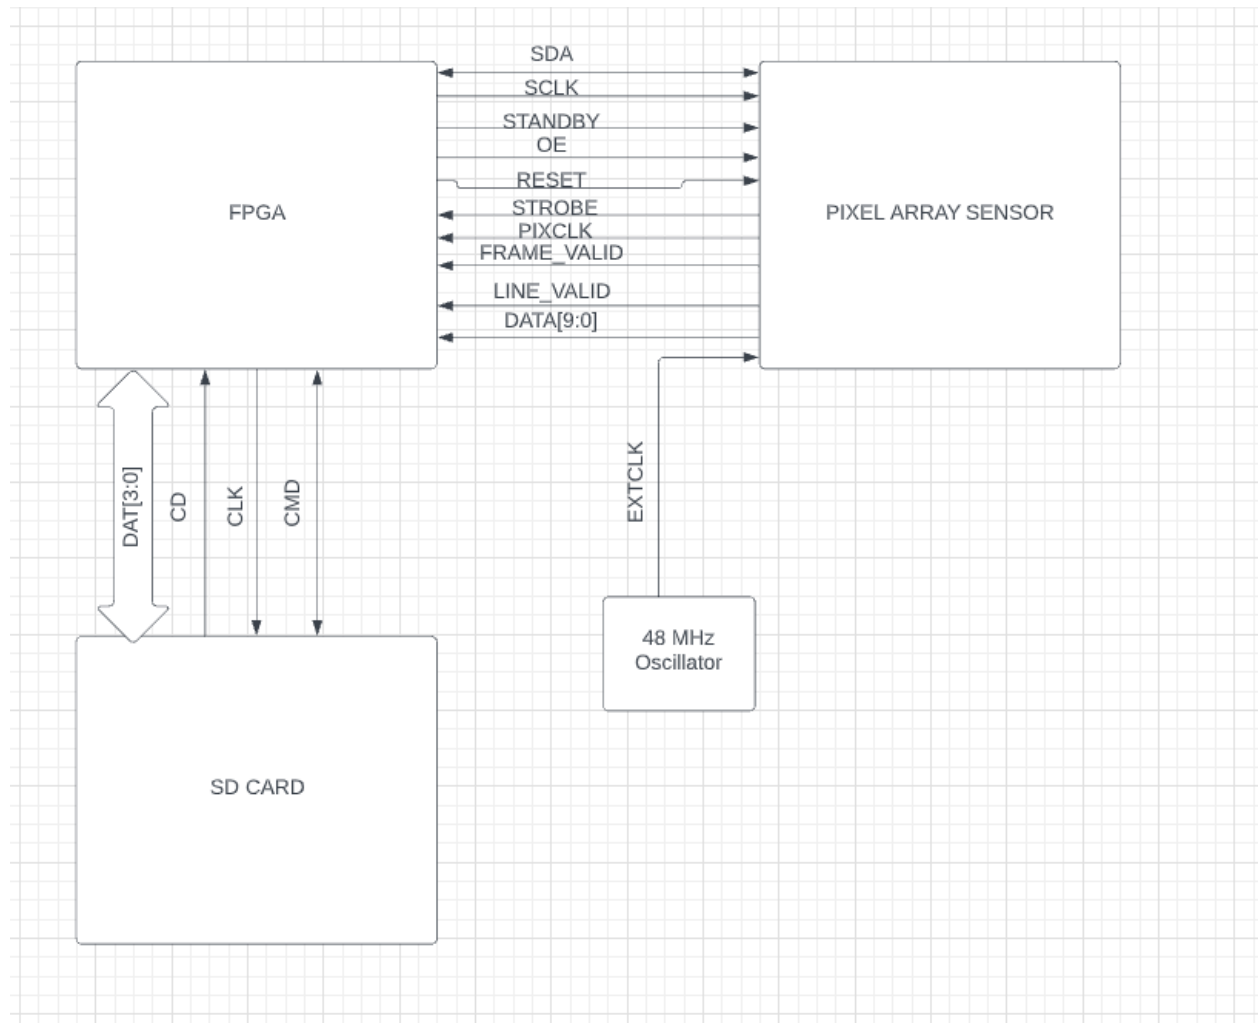 SDA
SCLK
STANDBY
OE
RESET
STROBE
PIXCLK
FRAME_VALID
LINE_VALID
DATA[9:0]
FPGA
PIXEL ARRAY SENSOR
DAT[3:0]
CD
CLK
CMD
EXTCLK
48 MHz
Oscillator
SD CARD